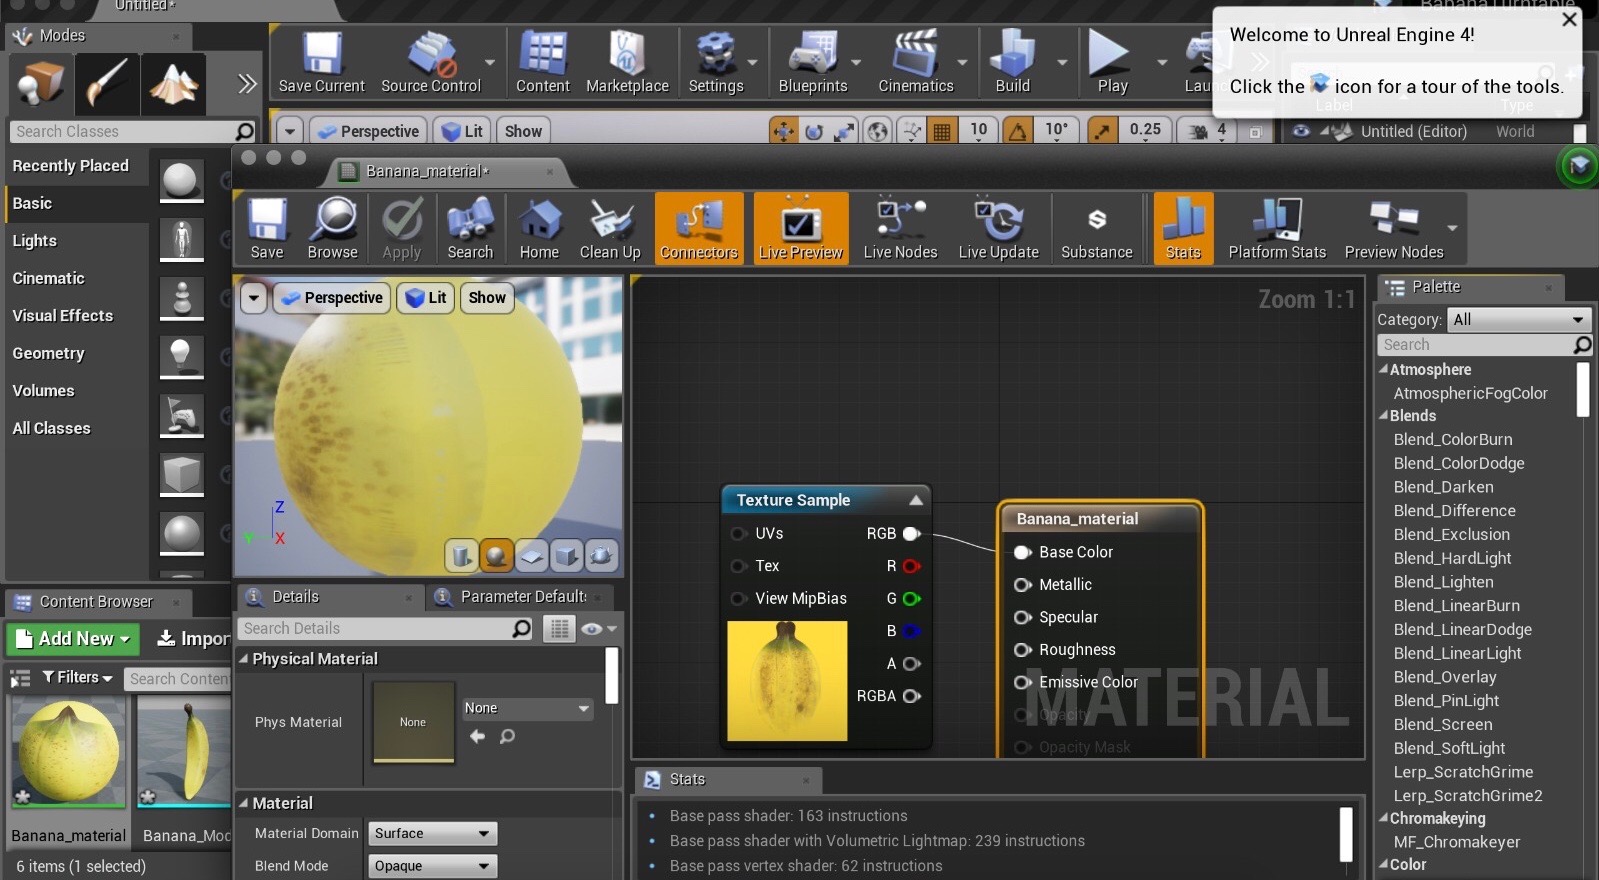 Untitled*
Modes
Save Current
Source Control
Content
Marketplace
Settings
Blueprints
Cinematics
Build
Play
Welcome to Unreal Engine 4!
Click the icon for a tour of the tools.
Label
Type
Untitled (Editor)
World
Search Classes
Perspective
Lit
Show
10
10°
0.25
4
Recently Placed
Basic
Lights
Cinematic
Visual Effects
Geometry
Volumes
All Classes
Banana_material*
Save
Browse
Apply
Search
Home
Clean Up
Connectors
Live Preview
Live Nodes
Live Update
Substance
Stats
Platform Stats
Preview Nodes
Perspective
Lit
Show
Z
Y
X
Zoom 1:1
Texture Sample
UVs
RGB
Tex
R
View MipBias
G
B
A
RGBA
Banana_material
Base Color
Metallic
Specular
Roughness
Emissive Color
Opacity
Opacity Mask
MATERIAL
Palette
Category:
All
Search
Atmosphere
AtmosphericFogColor
Blends
Blend_ColorBurn
Blend_ColorDodge
Blend_Darken
Blend_Difference
Blend_Exclusion
Blend_HardLight
Blend_Lighten
Blend_LinearBurn
Blend_LinearDodge
Blend_LinearLight
Blend_Overlay
Blend_PinLight
Blend_Screen
Blend_SoftLight
Lerp_ScratchGrime
Lerp_ScratchGrime2
Chromakeying
MF_Chromakeyer
Color
Content Browser
Add New
Impor
Filters
Search Conten
Banana_material
Banana_Mod
6 items (1 selected)
Details
Parameter Defaults
Search Details
Physical Material
Phys Material
None
None
Material
Material Domain
Surface
Blend Mode
Opaque
Stats
Base pass shader: 163 instructions
Base pass shader with Volumetric Lightmap: 239 instructions
Base pass vertex shader: 62 instructions